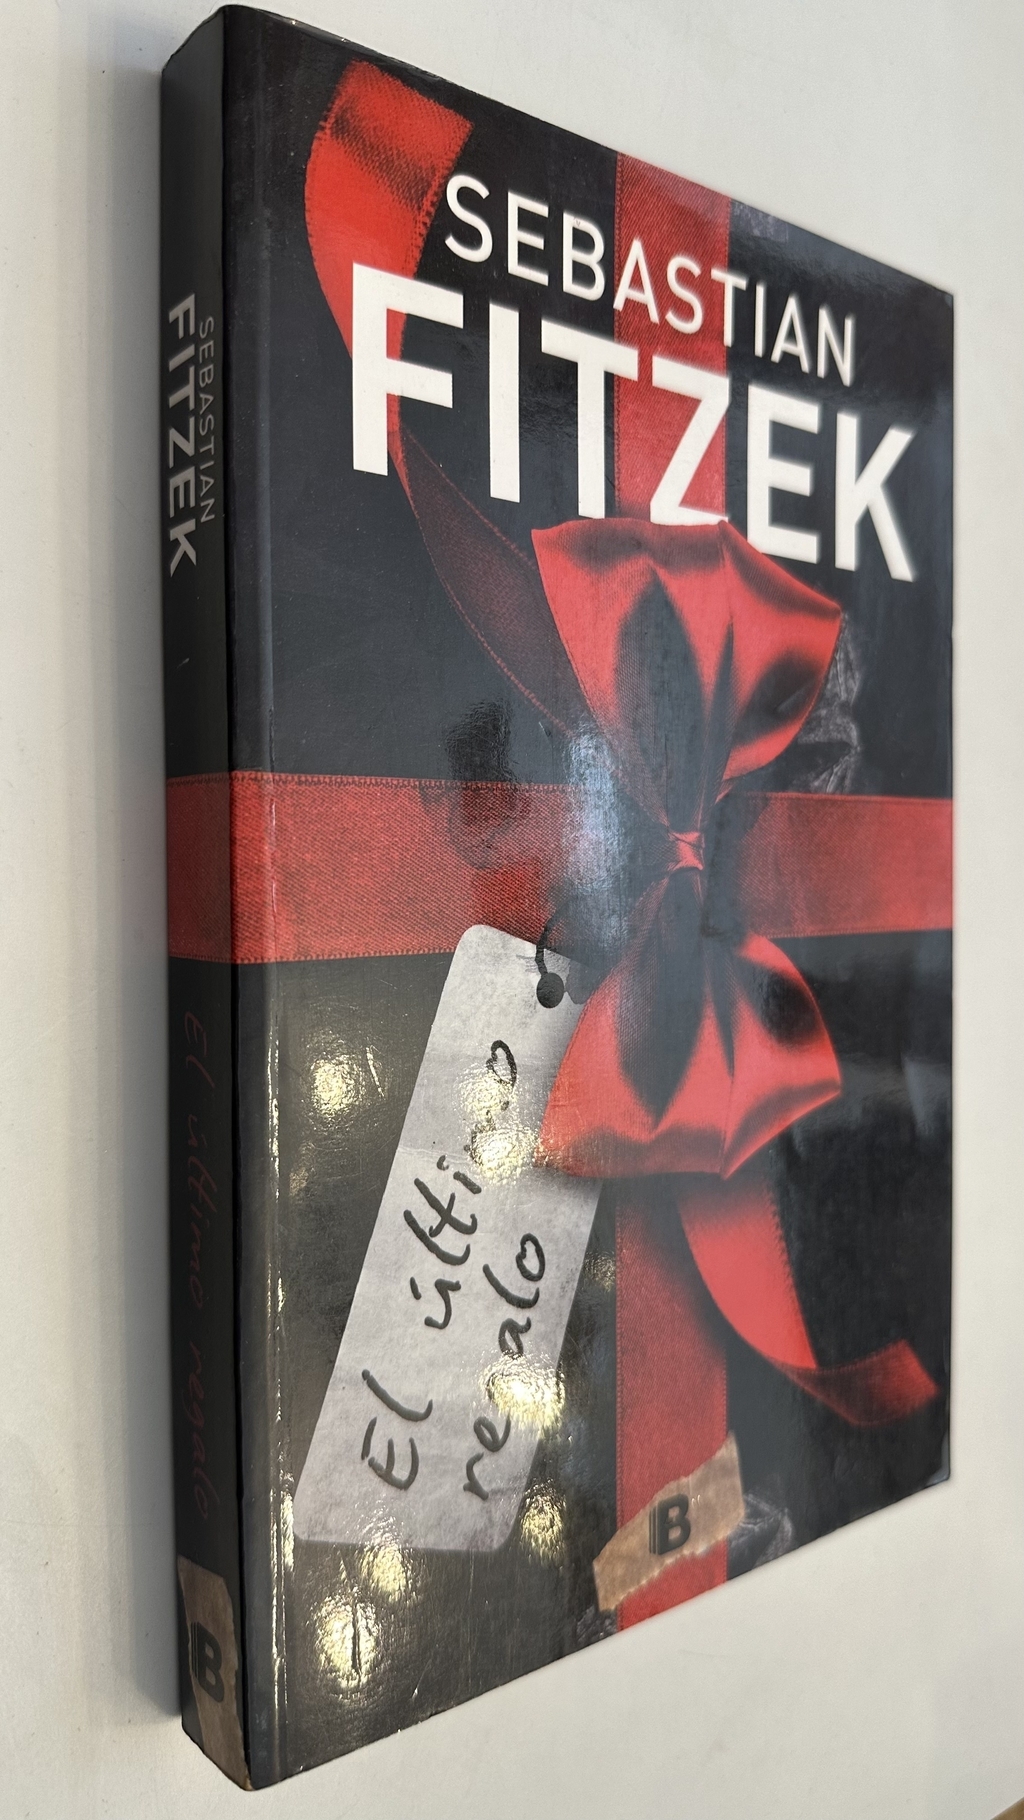 SEBASTIAN
FITZEK
El último
regalo
B
SEBASTIAN
FITZEK
El último regalo
B